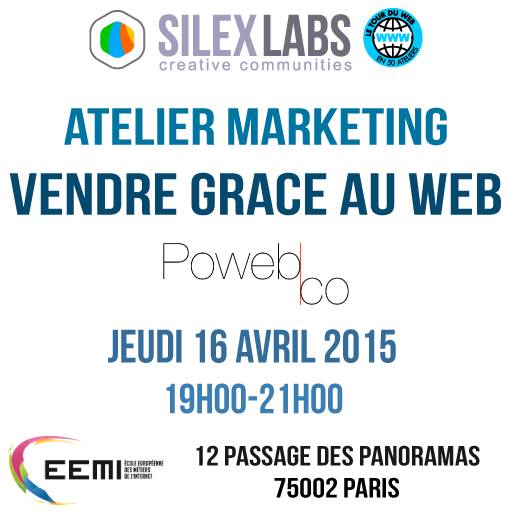 SILEX LABS
creative communities
LE TOUR DU WEB
WWW
EN 50 ATELIERS
ATELIER MARKETING
VENDRE GRACE AU WEB
Poweb
co
JEUDI 16 AVRIL 2015
19H00-21H00
EEMI
ÉCOLE EUROPÉENNE
DES MÉTIERS
DE L'INTERNET
12 PASSAGE DES PANORAMAS
75002 PARIS